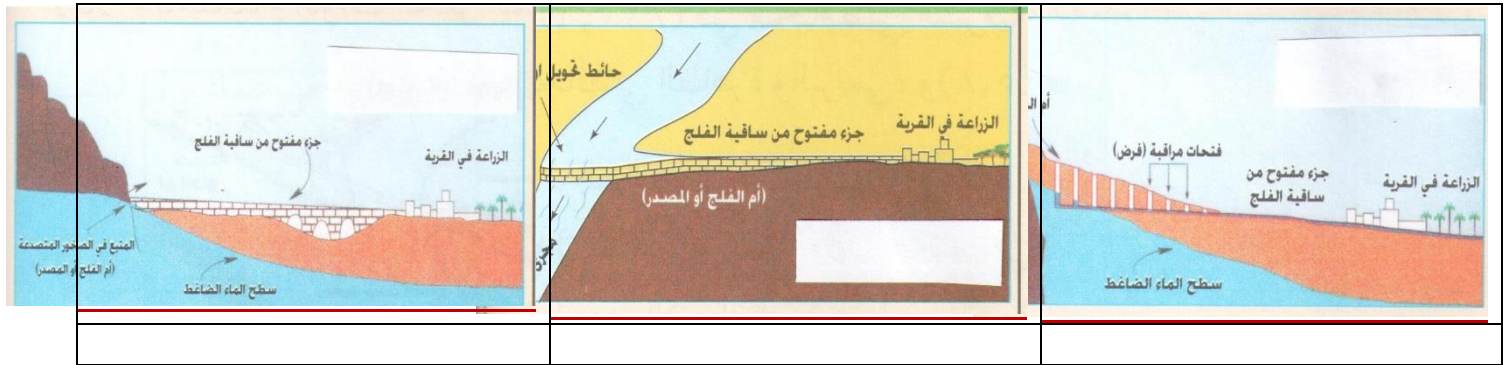 أم
فتحات مراقبة (فرض)
جزء مفتوح من
ساقية الفلج
الزراعة في القرية
سطح الماء الضاغط
حائط تحويل
الزراعة في القرية
جزء مفتوح من ساقية الفلج
(أم الفلج أو المصدر)
جزء مفتوح من ساقية الفلج
الزراعة في القرية
المنبع في الصخور المتصدعة
(أم الفلج أو المصدر)
سطح الماء الضاغط